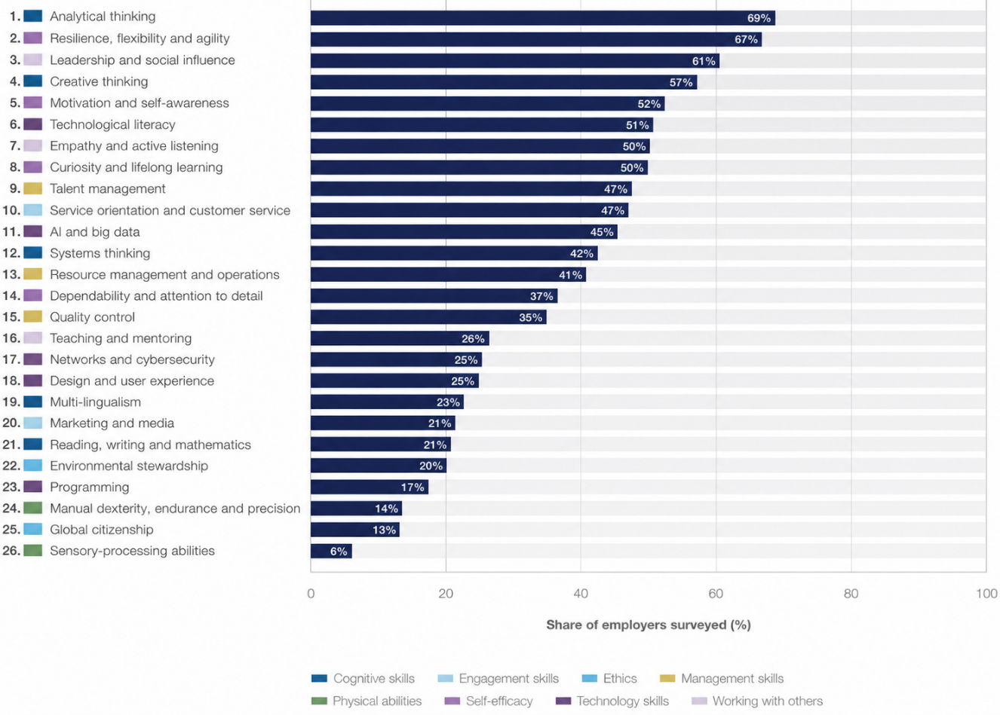 1. Analytical thinking 69%
2. Resilience, flexibility and agility 67%
3. Leadership and social influence 61%
4. Creative thinking 57%
5. Motivation and self-awareness 52%
6. Technological literacy 51%
7. Empathy and active listening 50%
8. Curiosity and lifelong learning 50%
9. Talent management 47%
10. Service orientation and customer service 47%
11. AI and big data 45%
12. Systems thinking 42%
13. Resource management and operations 41%
14. Dependability and attention to detail 37%
15. Quality control 35%
16. Teaching and mentoring 26%
17. Networks and cybersecurity 25%
18. Design and user experience 25%
19. Multi-lingualism 23%
20. Marketing and media 21%
21. Reading, writing and mathematics 21%
22. Environmental stewardship 20%
23. Programming 17%
24. Manual dexterity, endurance and precision 14%
25. Global citizenship 13%
26. Sensory-processing abilities 6%
0 20 40 60 80 100
Share of employers surveyed (%)
Cognitive skills Engagement skills Ethics Management skills
Physical abilities Self-efficacy Technology skills Working with others